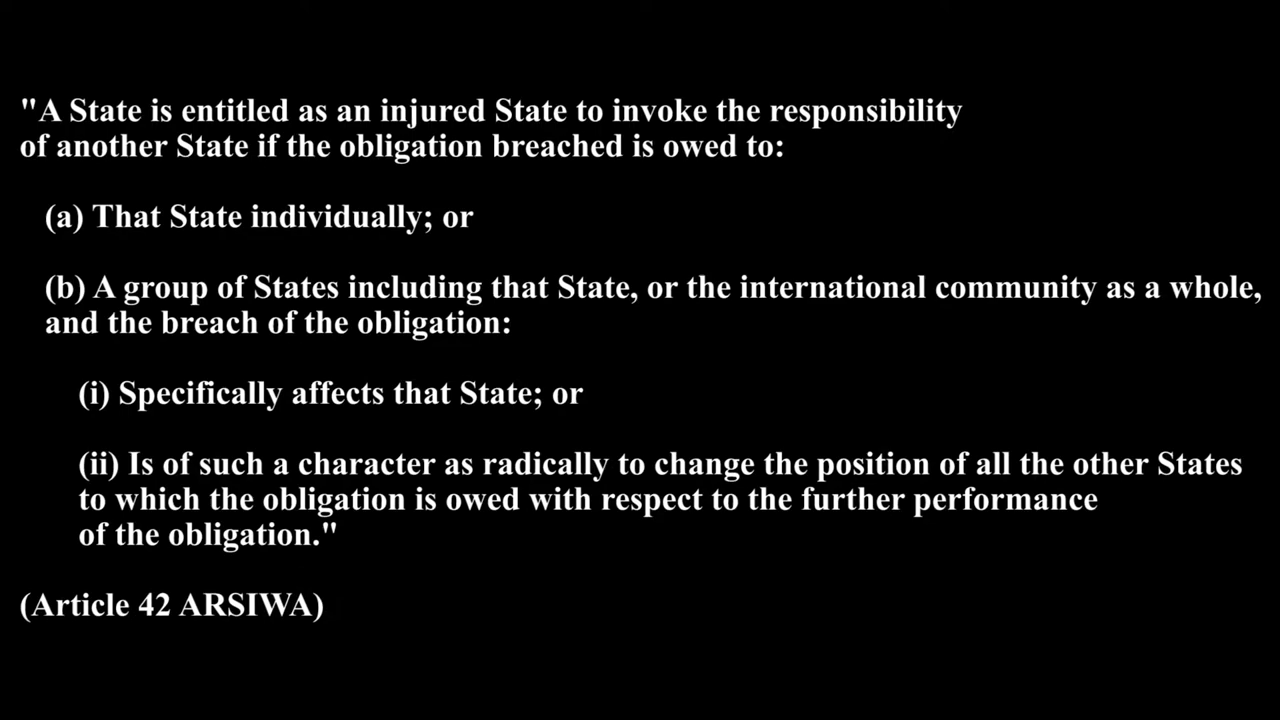 "A State is entitled as an injured State to invoke the responsibility
of another State if the obligation breached is owed to:
(a) That State individually; or
(b) A group of States including that State, or the international community as a whole,
and the breach of the obligation:
(i) Specifically affects that State; or
(ii) Is of such a character as radically to change the position of all the other States
to which the obligation is owed with respect to the further performance
of the obligation."
(Article 42 ARSIWA)